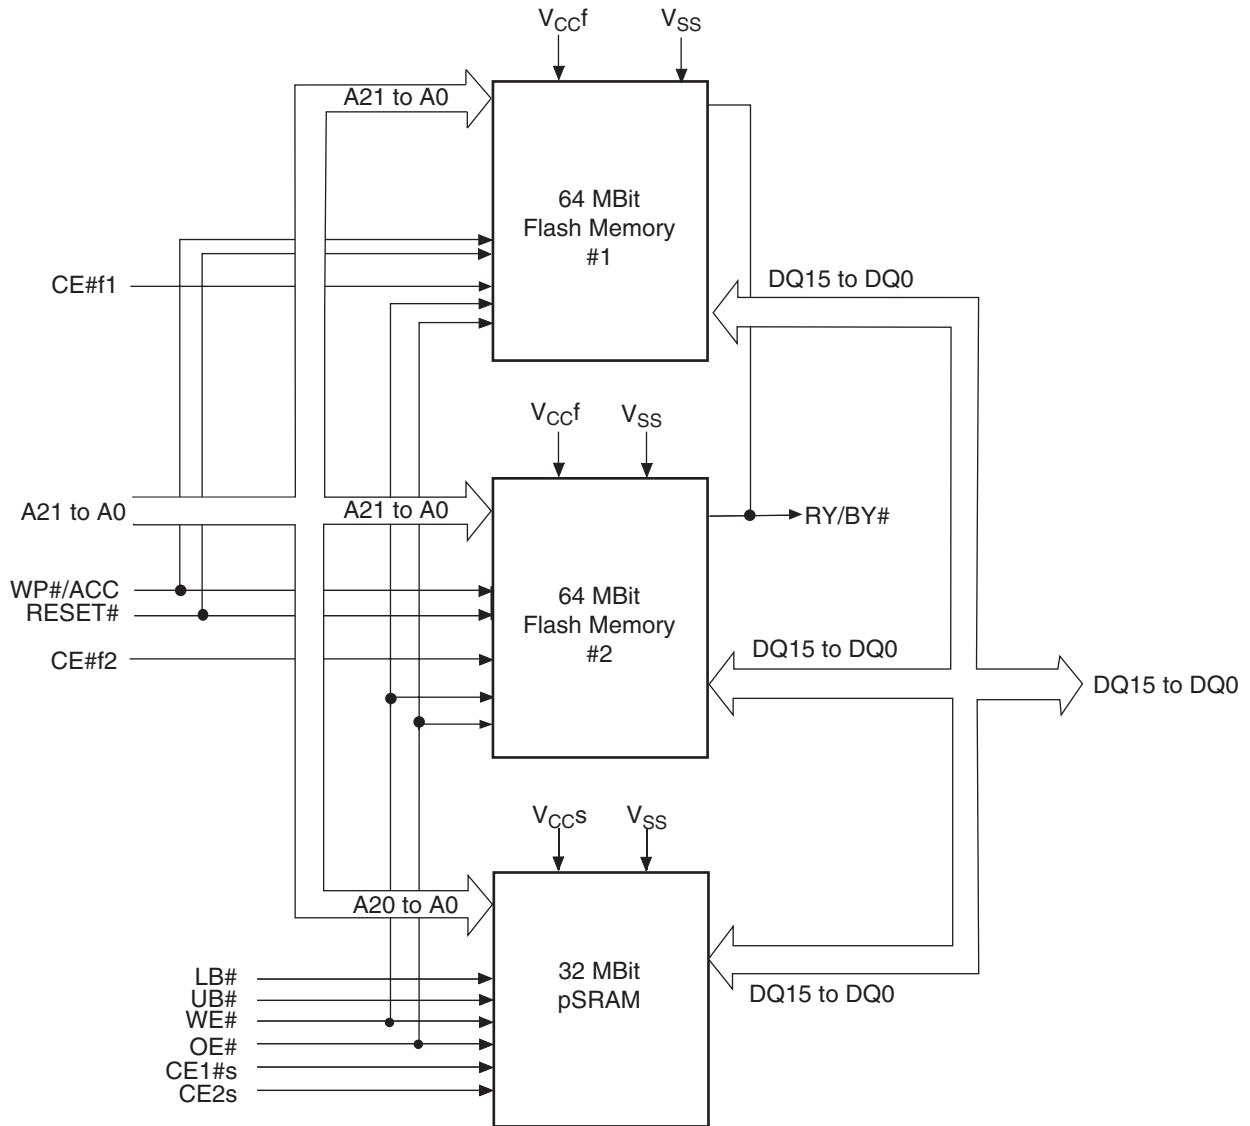 VCCf
VSS
A21 to A0
64 MBit
Flash Memory
#1
CE#f1
DQ15 to DQ0
VCCf
VSS
A21 to A0
A21 to A0
RY/BY#
WP#/ACC
RESET#
64 MBit
Flash Memory
#2
CE#f2
DQ15 to DQ0
DQ15 to DQ0
VCCs
VSS
A20 to A0
32 MBit
pSRAM
LB#
UB#
WE#
OE#
CE1#s
CE2s
DQ15 to DQ0